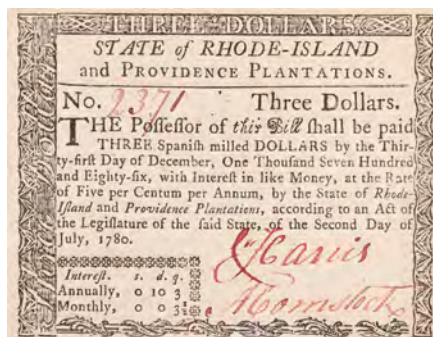 THREE DOLLARS.
STATE of RHODE-ISLAND
and PROVIDENCE PLANTATIONS.
No. 2371 Three Dollars.
THE Poſſeſſor of this Bill ſhall be paid
THREE Spaniſh milled DOLLARS by the Thir-
ty-firſt Day of December, One Thouſand Seven Hundred
and Eighty-ſix, with Intereſt in like Money, at the Rate
of Five per Centum per Annum, by the State of Rhode-
Iſland and Providence Plantations, according to an Act of
the Legiſlature of the ſaid State, of the Second Day of
July, 1780.
Intereſt. s. d. q.
Annually, 0 10 3
Monthly, 0 0 3